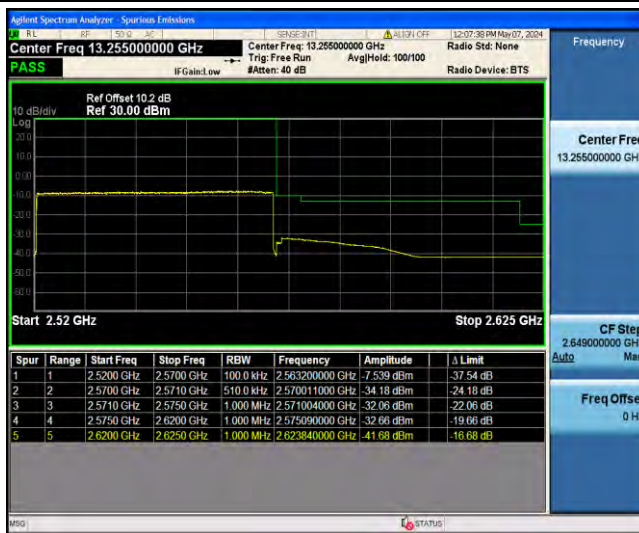 Agilent Spectrum Analyzer - Spurious Emissions
RL RF 50 Ω AC SENSE:INT ALIGN OFF 12:07:38 PM May 07, 2024
Center Freq 13.255000000 GHz
Center Freq: 13.255000000 GHz
Radio Std: None
Trig: Free Run Avg|Hold: 100/100
PASS
IFGain:Low #Atten: 40 dB Radio Device: BTS
Ref Offset 10.2 dB
10 dB/div Ref 30.00 dBm
Log
20.0
10.0
0.00
-10.0
-20.0
-30.0
-40.0
-50.0
-60.0
Start 2.52 GHz Stop 2.625 GHz
Spur Range Start Freq Stop Freq RBW Frequency Amplitude Δ Limit
1 1 2.5200 GHz 2.5700 GHz 100.0 kHz 2.563200000 GHz -7.539 dBm -37.54 dB
2 2 2.5700 GHz 2.5710 GHz 510.0 kHz 2.570011000 GHz -34.18 dBm -24.18 dB
3 3 2.5710 GHz 2.5750 GHz 1.000 MHz 2.571004000 GHz -32.06 dBm -22.06 dB
4 4 2.5750 GHz 2.6200 GHz 1.000 MHz 2.575090000 GHz -32.66 dBm -19.66 dB
5 5 2.6200 GHz 2.6250 GHz 1.000 MHz 2.623840000 GHz -41.68 dBm -16.68 dB
MSG STATUS
Frequency
Center Fre
13.255000000 GH
CF Step
2.649000000 GH
Auto Ma
Freq Offse
0 H